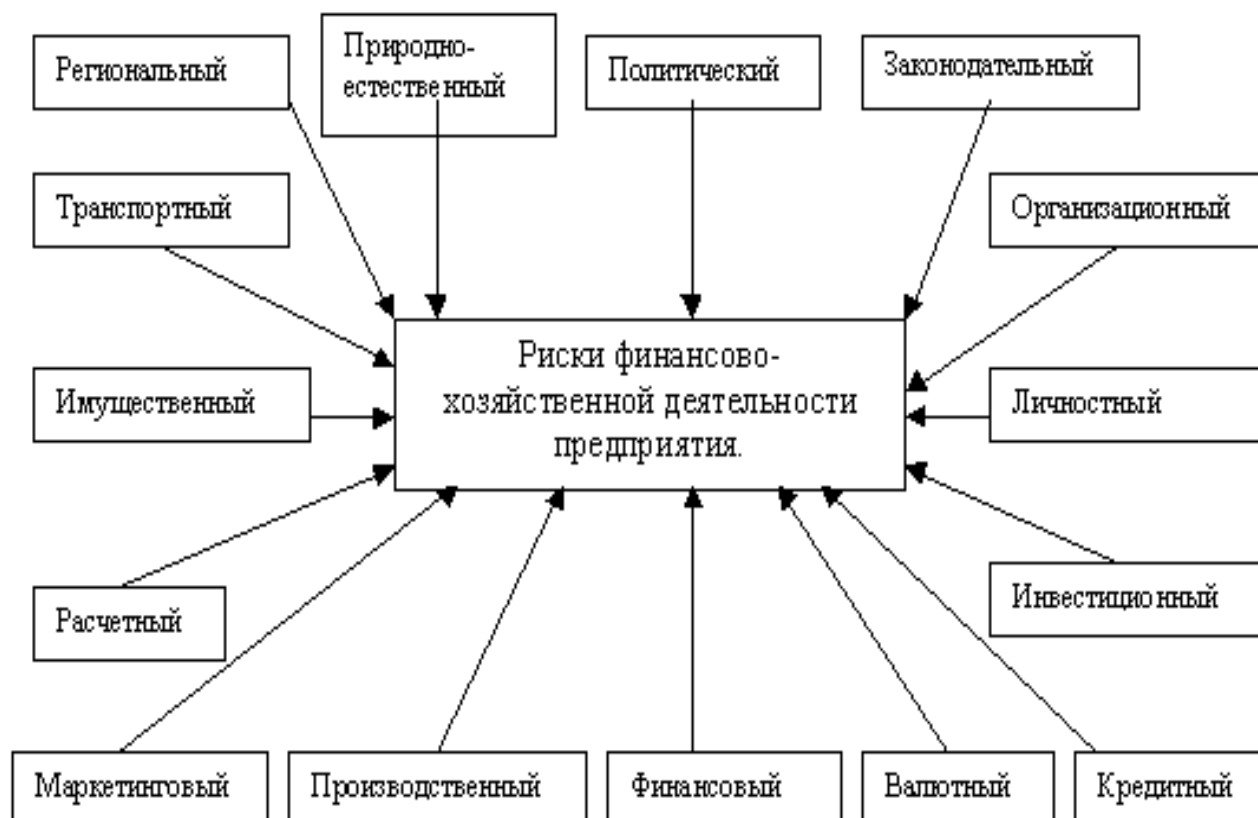 Региональный
Природно-
естественный
Политический
Законодательный
Транспортный
Организационный
Риски финансово-
хозяйственной деятельности
предприятия.
Имущественный
Личностный
Расчетный
Инвестиционный
Маркетинговый
Производственный
Финансовый
Валютный
Кредитный